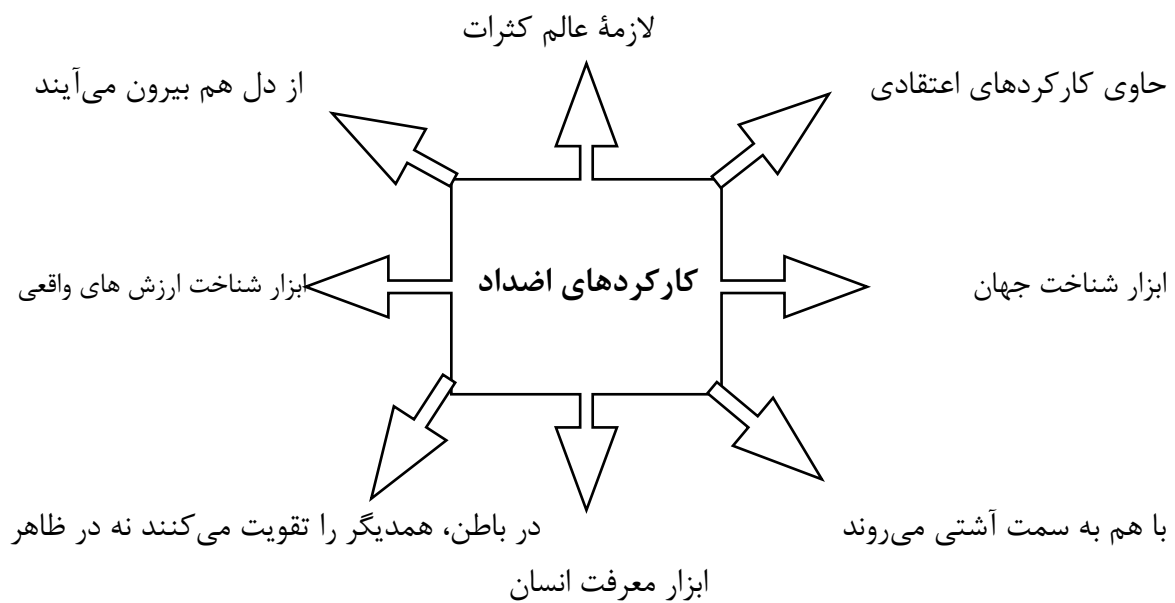 لازمهٔ عالم کثرات
حاوی کارکردهای اعتقادی
از دل هم بیرون می‌آیند
ابزار شناخت جهان
کارکردهای اضداد
ابزار شناخت ارزش های واقعی
با هم به سمت آشتی می‌روند
در باطن، همدیگر را تقویت می‌کنند نه در ظاهر
ابزار معرفت انسان